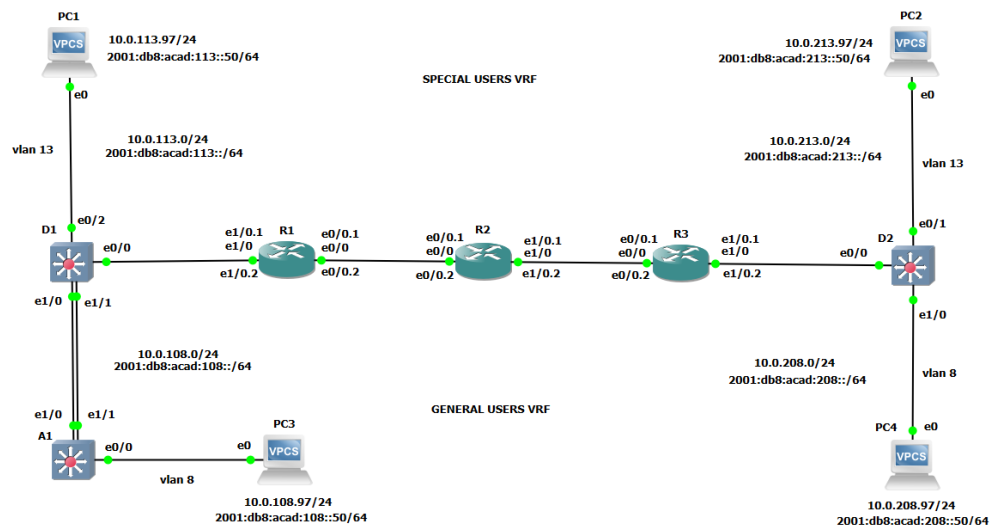 PC1
VPCS
10.0.113.97/24
2001:db8:acad:113::50/64
e0
SPECIAL USERS VRF
PC2
VPCS
10.0.213.97/24
2001:db8:acad:213::50/64
e0
vlan 13
10.0.113.0/24
2001:db8:acad:113::/64
10.0.213.0/24
2001:db8:acad:213::/64
vlan 13
e0/2
D1
e0/0
e1/0.1
e1/0
e1/0.2
R1
e0/0.1
e0/0
e0/0.2
e0/0.1
e0/0
e0/0.2
R2
e1/0.1
e1/0
e1/0.2
e0/0.1
e0/0
e0/0.2
R3
e1/0.1
e1/0
e1/0.2
e0/1
D2
e0/0
e1/0
e1/0
e1/1
10.0.108.0/24
2001:db8:acad:108::/64
10.0.208.0/24
2001:db8:acad:208::/64
vlan 8
GENERAL USERS VRF
e1/0
e1/1
A1
e0/0
vlan 8
PC3
e0
VPCS
10.0.108.97/24
2001:db8:acad:108::50/64
PC4
e0
VPCS
10.0.208.97/24
2001:db8:acad:208::50/64